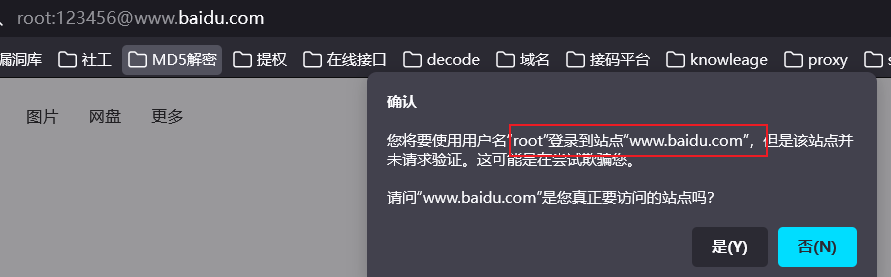 root:123456@www.baidu.com
漏洞库 社工 MD5解密 提权 在线接口 decode 域名 接码平台 knowleage proxy s
图片 网盘 更多
确认
您将要使用用户名“root”登录到站点“www.baidu.com”，但是该站点并
未请求验证。这可能是在尝试欺骗您。
请问“www.baidu.com”是您真正要访问的站点吗？
是(Y) 否(N)